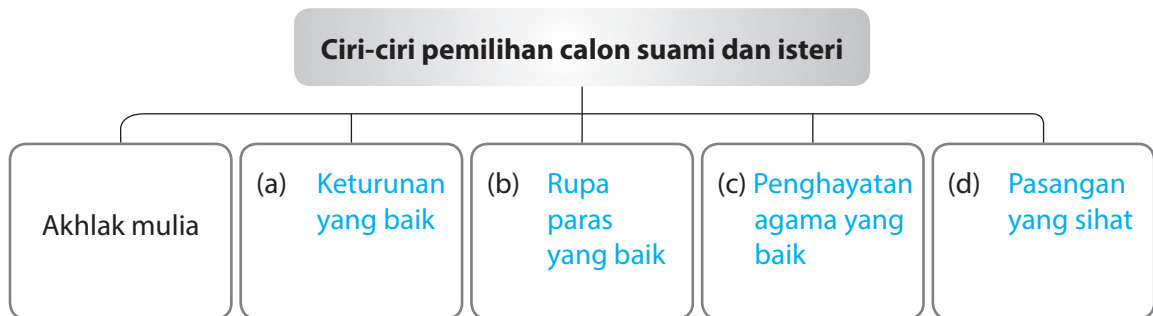 Ciri-ciri pemilihan calon suami dan isteri
Akhlak mulia
(a) Keturunan
yang baik
(b) Rupa
paras
yang baik
(c) Penghayatan
agama yang
baik
(d) Pasangan
yang sihat